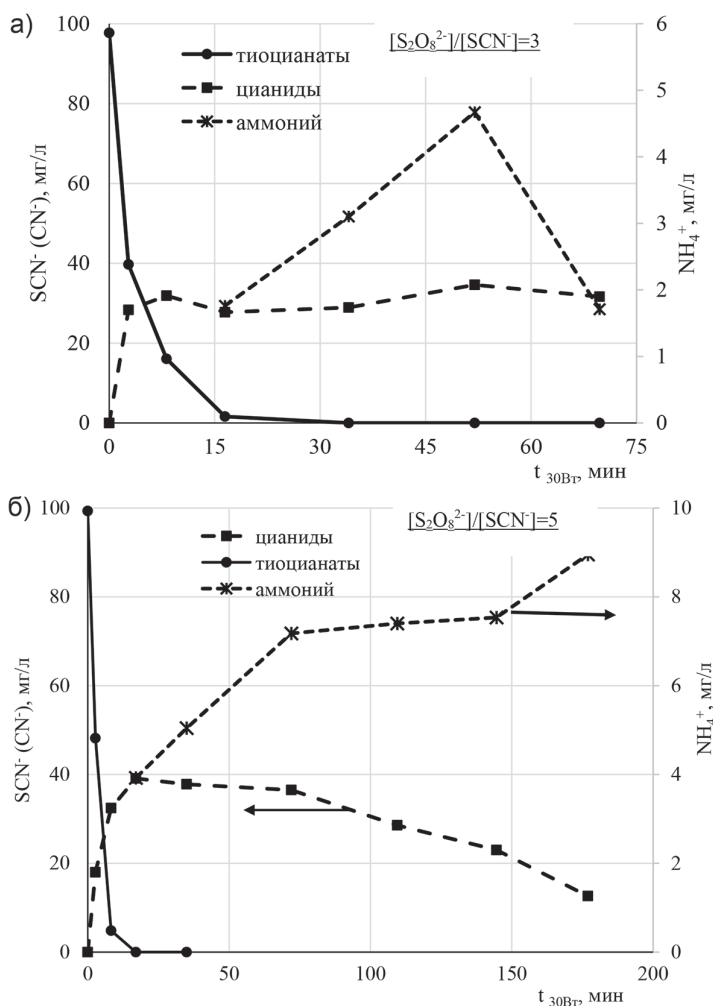 а)
[S₂O₈²⁻]/[SCN⁻]=3
тиоцианаты
цианиды
аммоний
SCN⁻ (CN⁻), мг/л
100
80
60
40
20
0
NH₄⁺, мг/л
6
5
4
3
2
1
0
0 15 30 45 60 75
t 30Вт, мин
б)
[S₂O₈²⁻]/[SCN⁻]=5
цианиды
тиоцианаты
аммоний
SCN⁻ (CN⁻), мг/л
100
80
60
40
20
0
NH₄⁺, мг/л
10
8
6
4
2
0
0 50 100 150 200
t 30Вт, мин